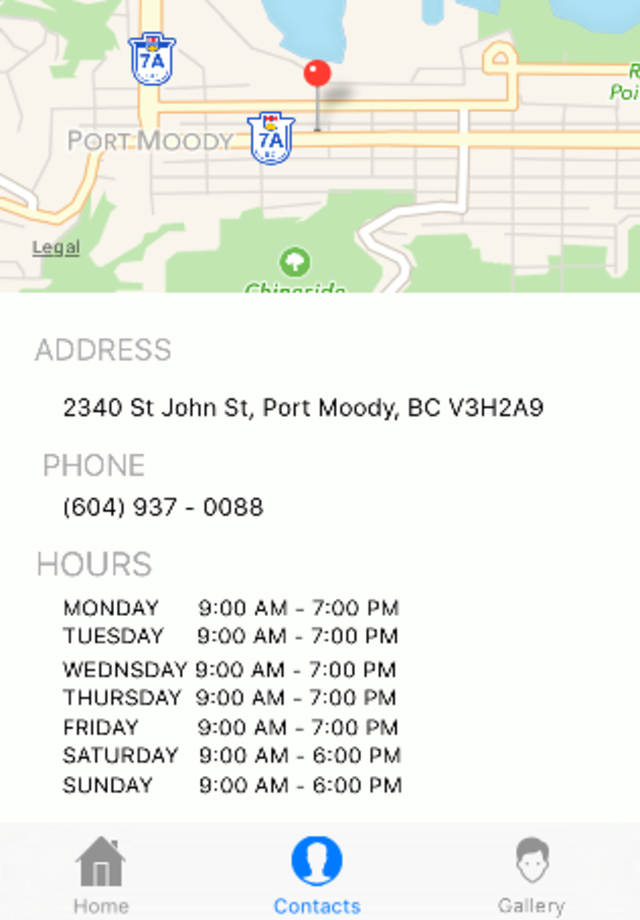 7A
R
Poi
PORT MOODY
7A
BC
Legal
Chineside
ADDRESS
2340 St John St, Port Moody, BC V3H2A9
PHONE
(604) 937 - 0088
HOURS
MONDAY 9:00 AM - 7:00 PM
TUESDAY 9:00 AM - 7:00 PM
WEDNSDAY 9:00 AM - 7:00 PM
THURSDAY 9:00 AM - 7:00 PM
FRIDAY 9:00 AM - 7:00 PM
SATURDAY 9:00 AM - 6:00 PM
SUNDAY 9:00 AM - 6:00 PM
Home Contacts Gallery